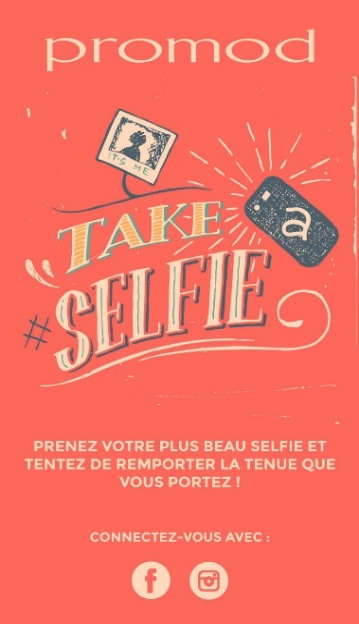 promod
IT'S ME
TAKE a
#SELFIE
PRENEZ VOTRE PLUS BEAU SELFIE ET
TENTEZ DE REMPORTER LA TENUE QUE
VOUS PORTEZ !
CONNECTEZ-VOUS AVEC :